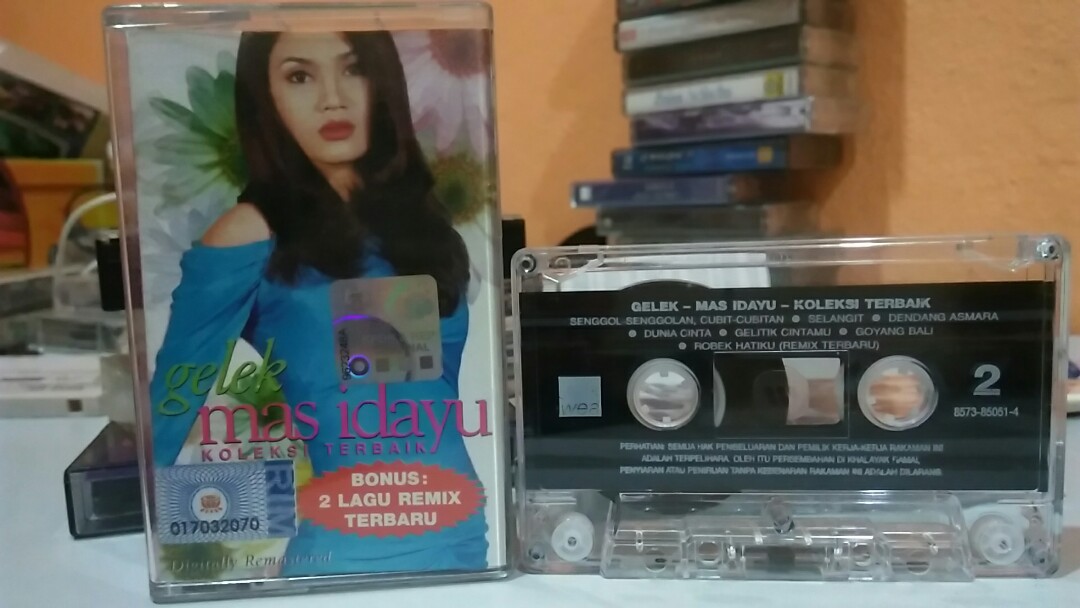 gelek
mas idayu
KOLEKSI TERBAIK
BONUS:
2 LAGU REMIX
TERBARU
RIM
017032070
Digitally Remastered
GELEK - MAS IDAYU - KOLEKSI TERBAIK
SENGGOL SENGGOLAN, CUBIT-CUBITAN ● SELANGIT ● DENDANG ASMARA
● DUNIA CINTA ● GELITIK CINTAMU ● GOYANG BALI
● ROBEK HATIKU (REMIX TERBARU)
wea
2
8573-85051-4
PERHATIAN: SEMUA HAK PENGELUARAN DAN PEMILIK KERJA-KERJA RAKAMAN INI
ADALAH TERPELIHARA. OLEH ITU PERSEMBAHAN DI KHALAYAK RAMAI,
PENYIARAN ATAU PENIRUAN TANPA KEBENARAN RAKAMAN INI ADALAH DILARANG.